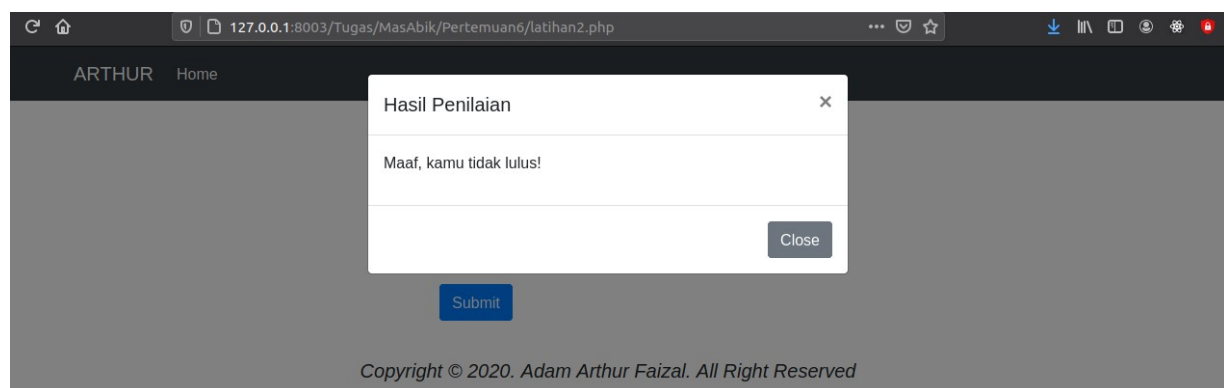 127.0.0.1:8003/Tugas/MasAbik/Pertemuan6/latihan2.php
ARTHUR Home
Hasil Penilaian ×
Maaf, kamu tidak lulus!
Close
Submit
Copyright © 2020. Adam Arthur Faizal. All Right Reserved